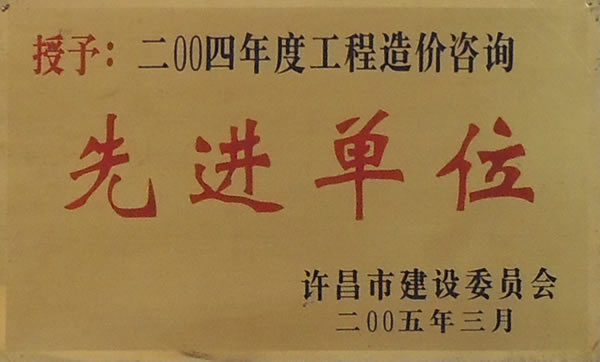 授予：二00四年度工程造价咨询
先进单位
许昌市建设委员会
二00五年三月